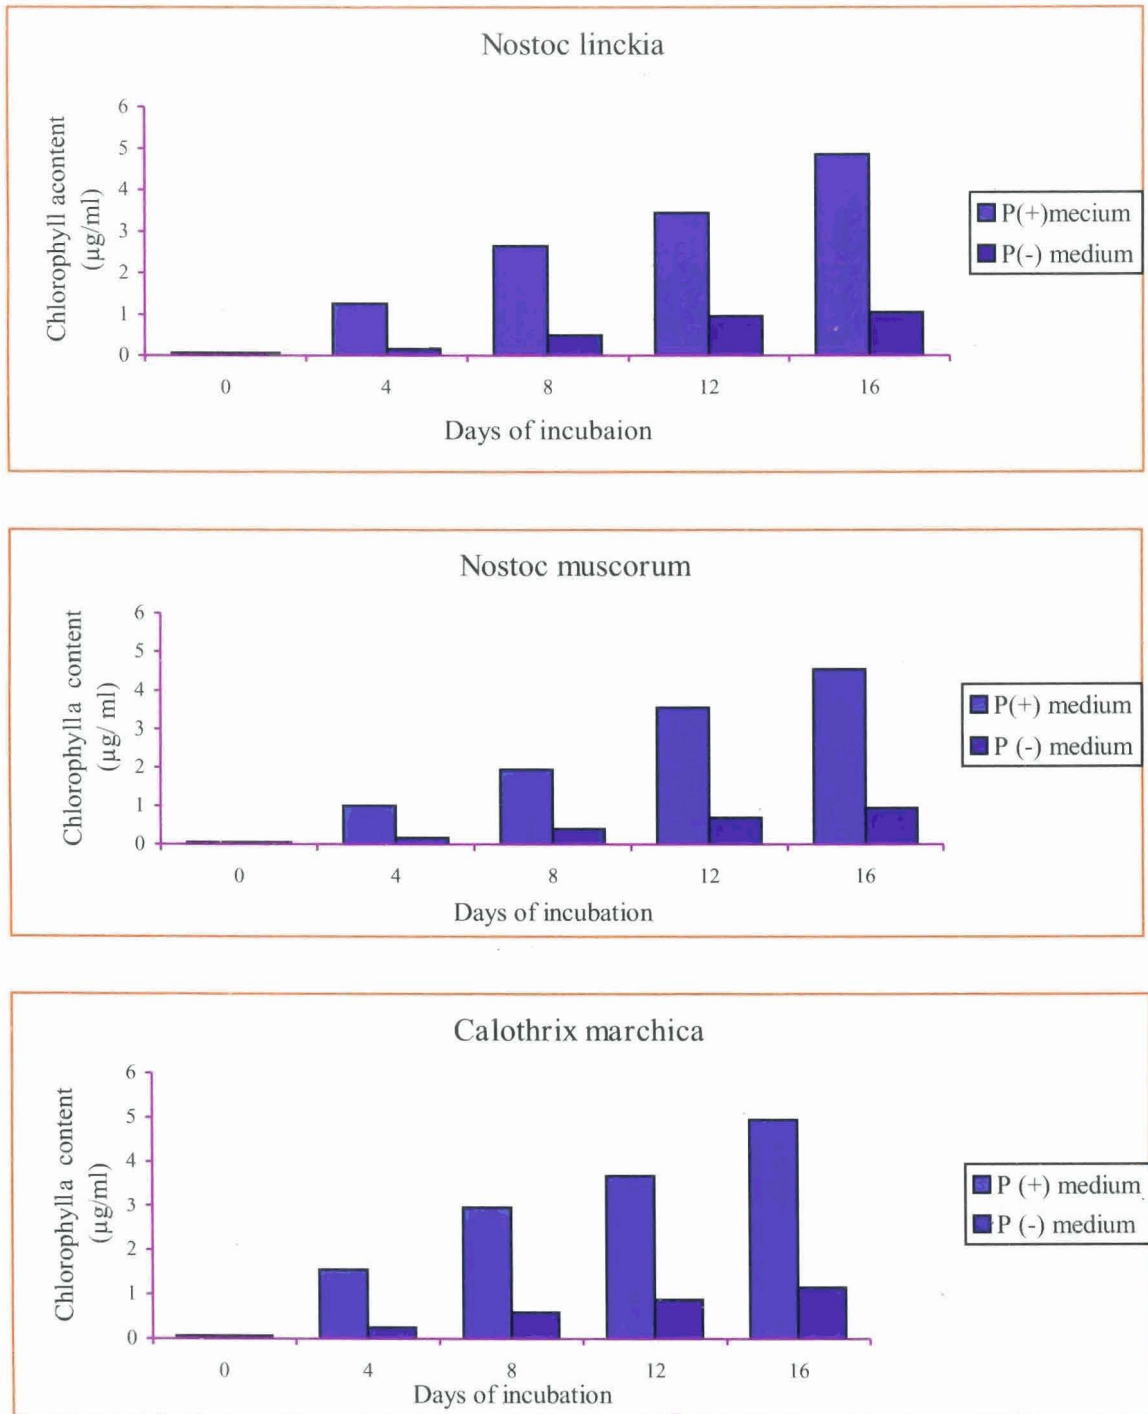 Nostoc linckia
Chlorophyll acontent
(µg/ml)
6
5
4
3
2
1
0
0 4 8 12 16
Days of incubaion
P(+)mecium
P(-) medium
Nostoc muscorum
Chlorophylla content
(µg/ ml)
6
5
4
3
2
1
0
0 4 8 12 16
Days of incubation
P(+) medium
P (-) medium
Calothrix marchica
Chlorophylla content
(µg/ml)
6
5
4
3
2
1
0
0 4 8 12 16
Days of incubation
P (+) medium
P (-) medium